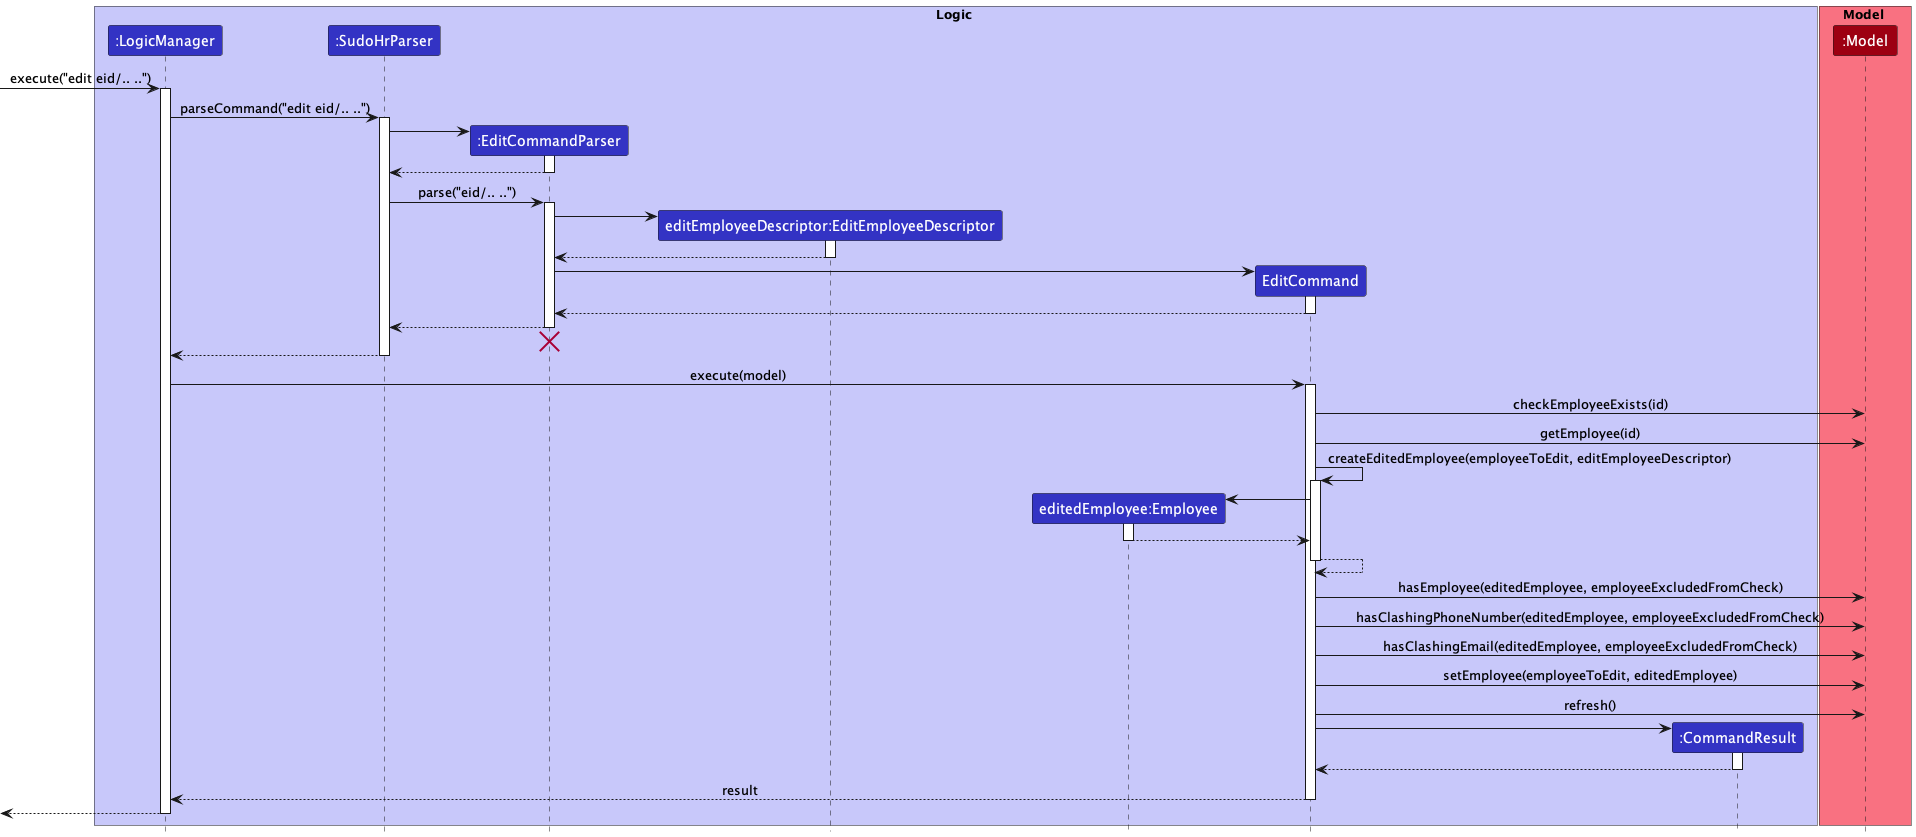 Logic
Model
:LogicManager
:SudoHrParser
:Model
execute("edit eid/.. ..")
parseCommand("edit eid/.. ..")
:EditCommandParser
parse("eid/.. ..")
editEmployeeDescriptor:EditEmployeeDescriptor
EditCommand
execute(model)
checkEmployeeExists(id)
getEmployee(id)
createEditedEmployee(employeeToEdit, editEmployeeDescriptor)
editedEmployee:Employee
hasEmployee(editedEmployee, employeeExcludedFromCheck)
hasClashingPhoneNumber(editedEmployee, employeeExcludedFromCheck)
hasClashingEmail(editedEmployee, employeeExcludedFromCheck)
setEmployee(employeeToEdit, editedEmployee)
refresh()
:CommandResult
result